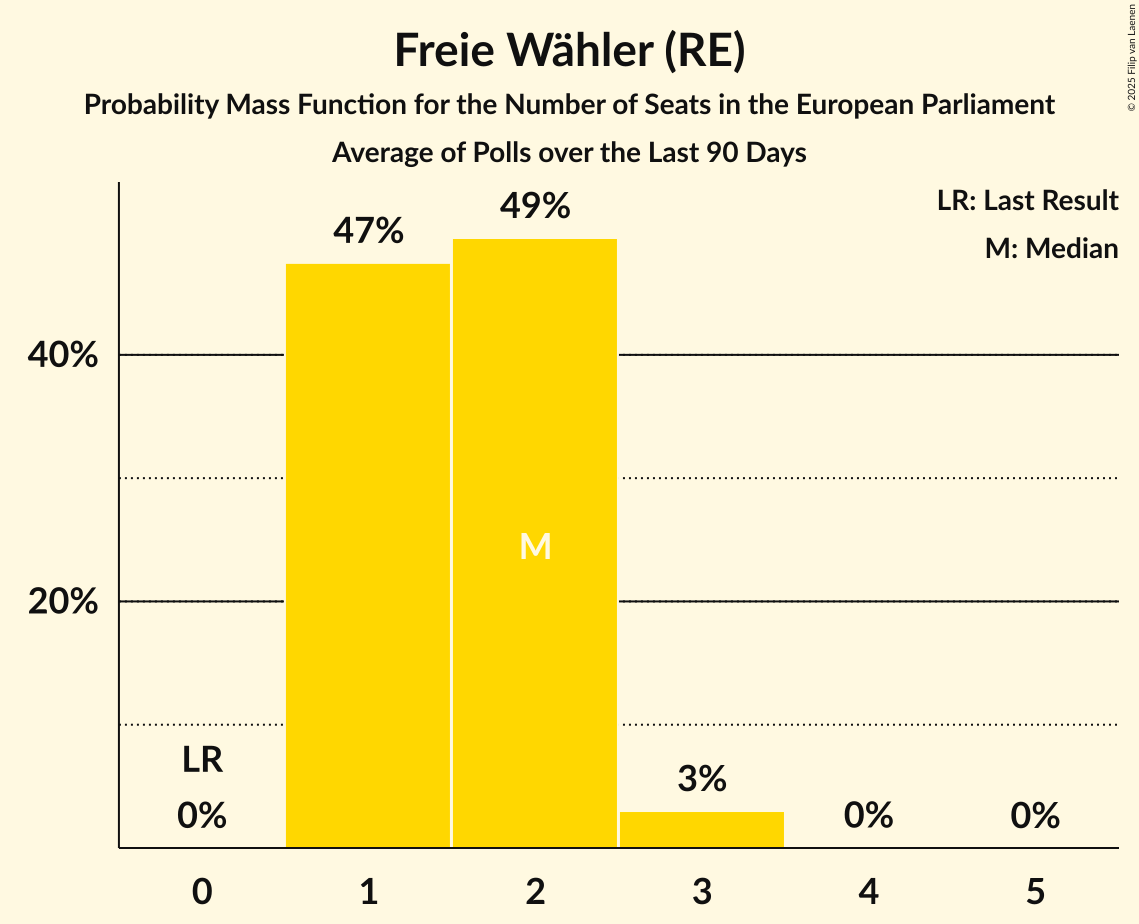 Freie Wähler (RE)
Probability Mass Function for the Number of Seats in the European Parliament
Average of Polls over the Last 90 Days
© 2025 Filip van Laenen
LR: Last Result
M: Median
47%
49%
40%
20%
M
LR
0%
3%
0%
0%
0
1
2
3
4
5